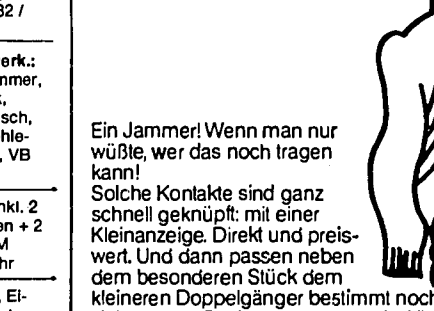 32 /
erk.:
mmer,
sch,
hle-
, VB
nkl. 2
en + 2
M
hr
, Ei-
Ein Jammer! Wenn man nur
wüßte, wer das noch tragen
kann!
Solche Kontakte sind ganz
schnell geknüpft: mit einer
Kleinanzeige. Direkt und preis-
wert. Und dann passen neben
dem besonderen Stück dem
kleineren Doppelgänger bestimmt noch